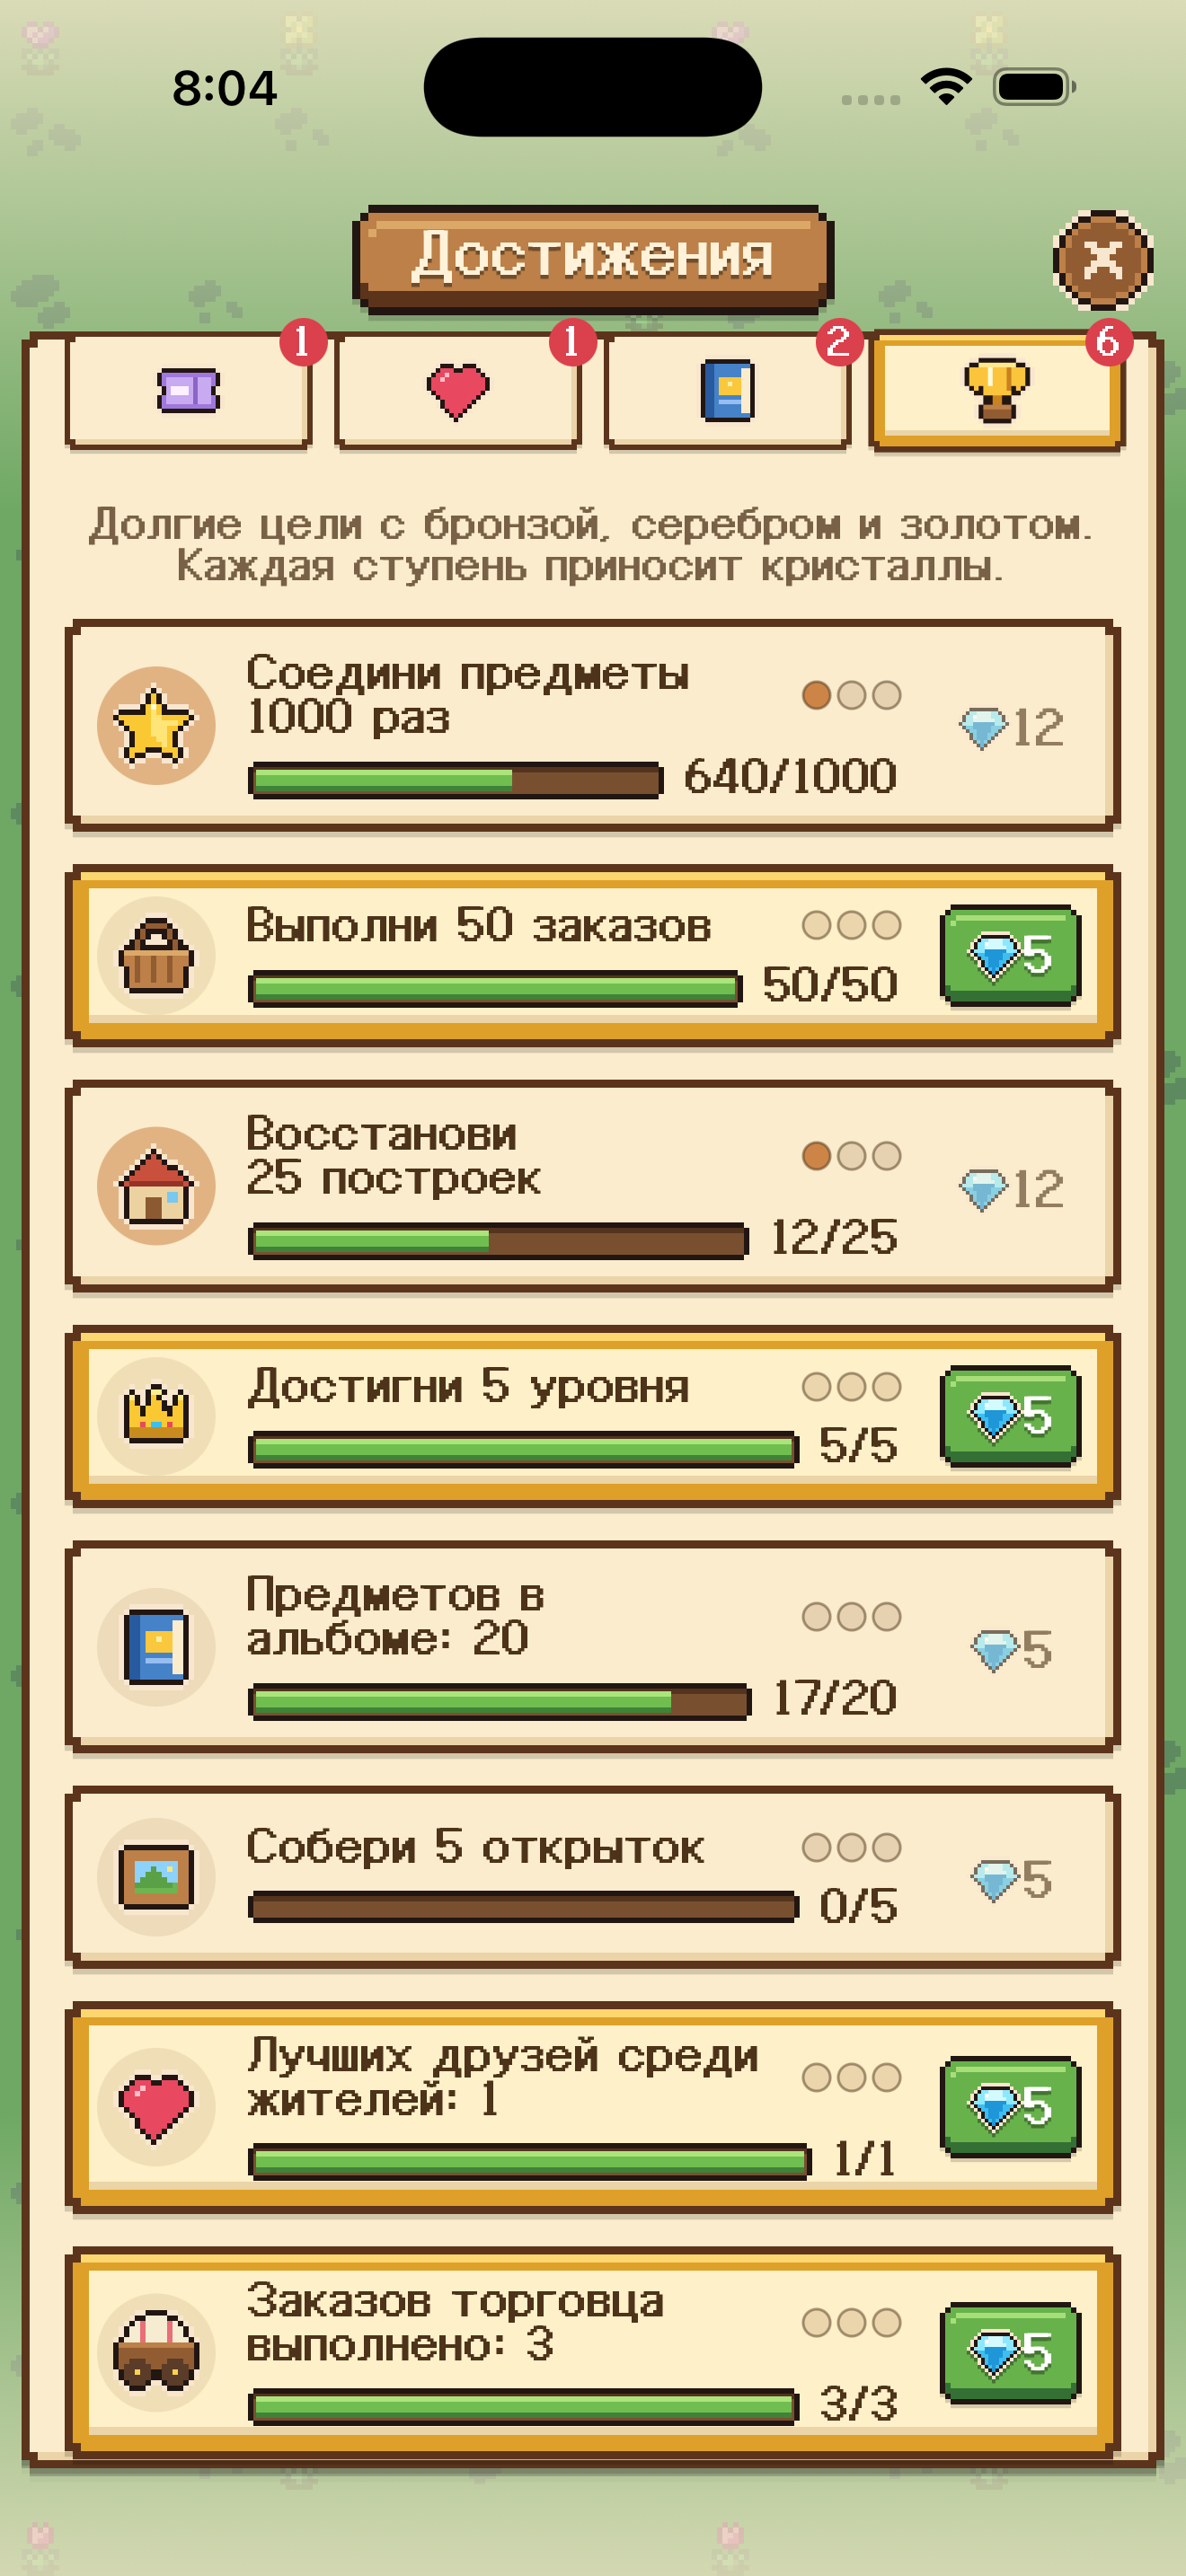 8:04
Достижения
1
1
2
6
Долгие цели с бронзой, серебром и золотом.
Каждая ступень приносит кристаллы.
Соедини предметы
1000 раз
640/1000
12
Выполни 50 заказов
50/50
5
Восстанови
25 построек
12/25
12
Достигни 5 уровня
5/5
5
Предметов в
альбоме: 20
17/20
5
Собери 5 открыток
0/5
5
Лучших друзей среди
жителей: 1
1/1
5
Заказов торговца
выполнено: 3
3/3
5